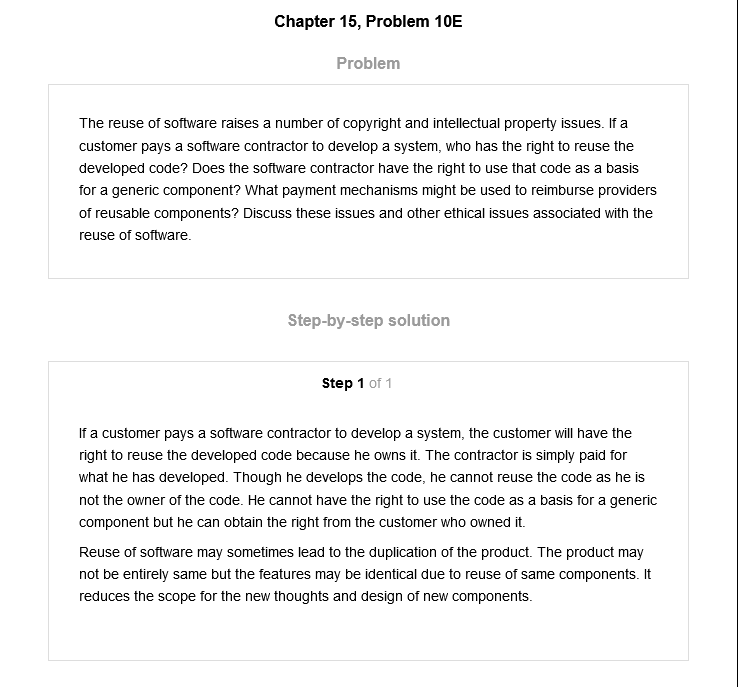 Chapter 15, Problem 10E
Problem
The reuse of software raises a number of copyright and intellectual property issues. If a
customer pays a software contractor to develop a system, who has the right to reuse the
developed code? Does the software contractor have the right to use that code as a basis
for a generic component? What payment mechanisms might be used to reimburse providers
of reusable components? Discuss these issues and other ethical issues associated with the
reuse of software.
Step-by-step solution
Step 1 of 1
If a customer pays a software contractor to develop a system, the customer will have the
right to reuse the developed code because he owns it. The contractor is simply paid for
what he has developed. Though he develops the code, he cannot reuse the code as he is
not the owner of the code. He cannot have the right to use the code as a basis for a generic
component but he can obtain the right from the customer who owned it.
Reuse of software may sometimes lead to the duplication of the product. The product may
not be entirely same but the features may be identical due to reuse of same components. It
reduces the scope for the new thoughts and design of new components.